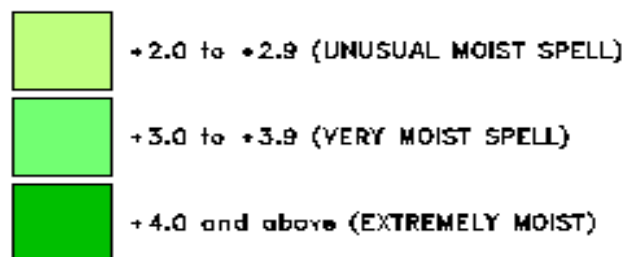 +2.0 to +2.9 (UNUSUAL MOIST SPELL)
+3.0 to +3.9 (VERY MOIST SPELL)
+4.0 and above (EXTREMELY MOIST)